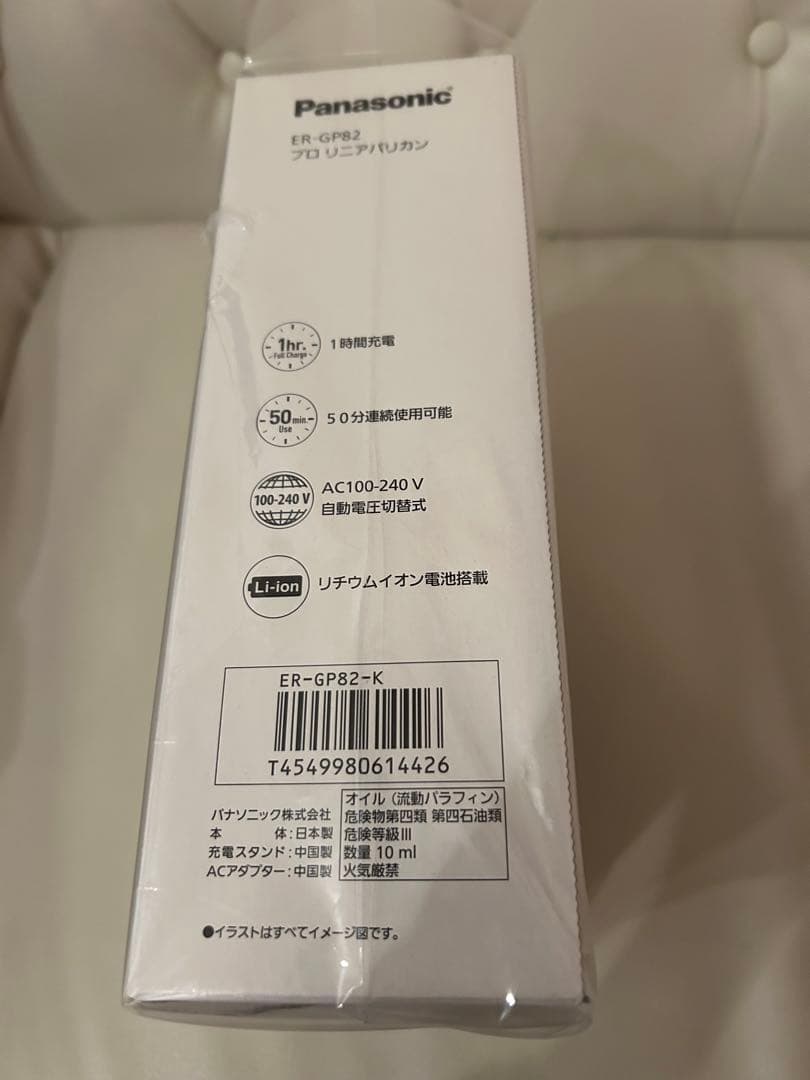 Panasonic
ER-GP82
プロ リニアバリカン
1hr.
Full Charge
1時間充電
50min.
Use
50分連続使用可能
100-240 V
AC100-240 V
自動電圧切替式
Li-ion
リチウムイオン電池搭載
ER-GP82-K
T4549980614426
パナソニック株式会社
本 体:日本製
充電スタンド:中国製
ACアダプター:中国製
オイル(流動パラフィン)
危険物第四類 第四石油類
危険等級Ⅲ
数量 10 ml
火気厳禁
●イラストはすべてイメージ図です。